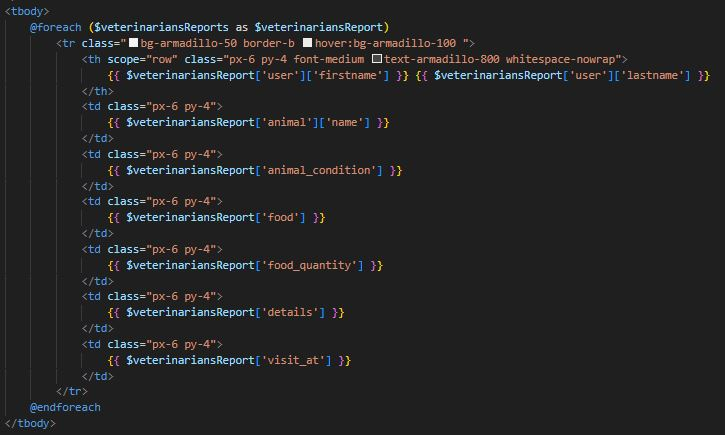 <tbody>
    @foreach ($veterinariansReports as $veterinariansReport)
        <tr class="bg-armadillo-50 border-b hover:bg-armadillo-100 ">
            <th scope="row" class="px-6 py-4 font-medium text-armadillo-800 whitespace-nowrap">
                {{ $veterinariansReport['user']['firstname'] }} {{ $veterinariansReport['user']['lastname'] }}
            </th>
            <td class="px-6 py-4">
                {{ $veterinariansReport['animal']['name'] }}
            </td>
            <td class="px-6 py-4">
                {{ $veterinariansReport['animal_condition'] }}
            </td>
            <td class="px-6 py-4">
                {{ $veterinariansReport['food'] }}
            </td>
            <td class="px-6 py-4">
                {{ $veterinariansReport['food_quantity'] }}
            </td>
            <td class="px-6 py-4">
                {{ $veterinariansReport['details'] }}
            </td>
            <td class="px-6 py-4">
                {{ $veterinariansReport['visit_at'] }}
            </td>
        </tr>
    @endforeach
</tbody>